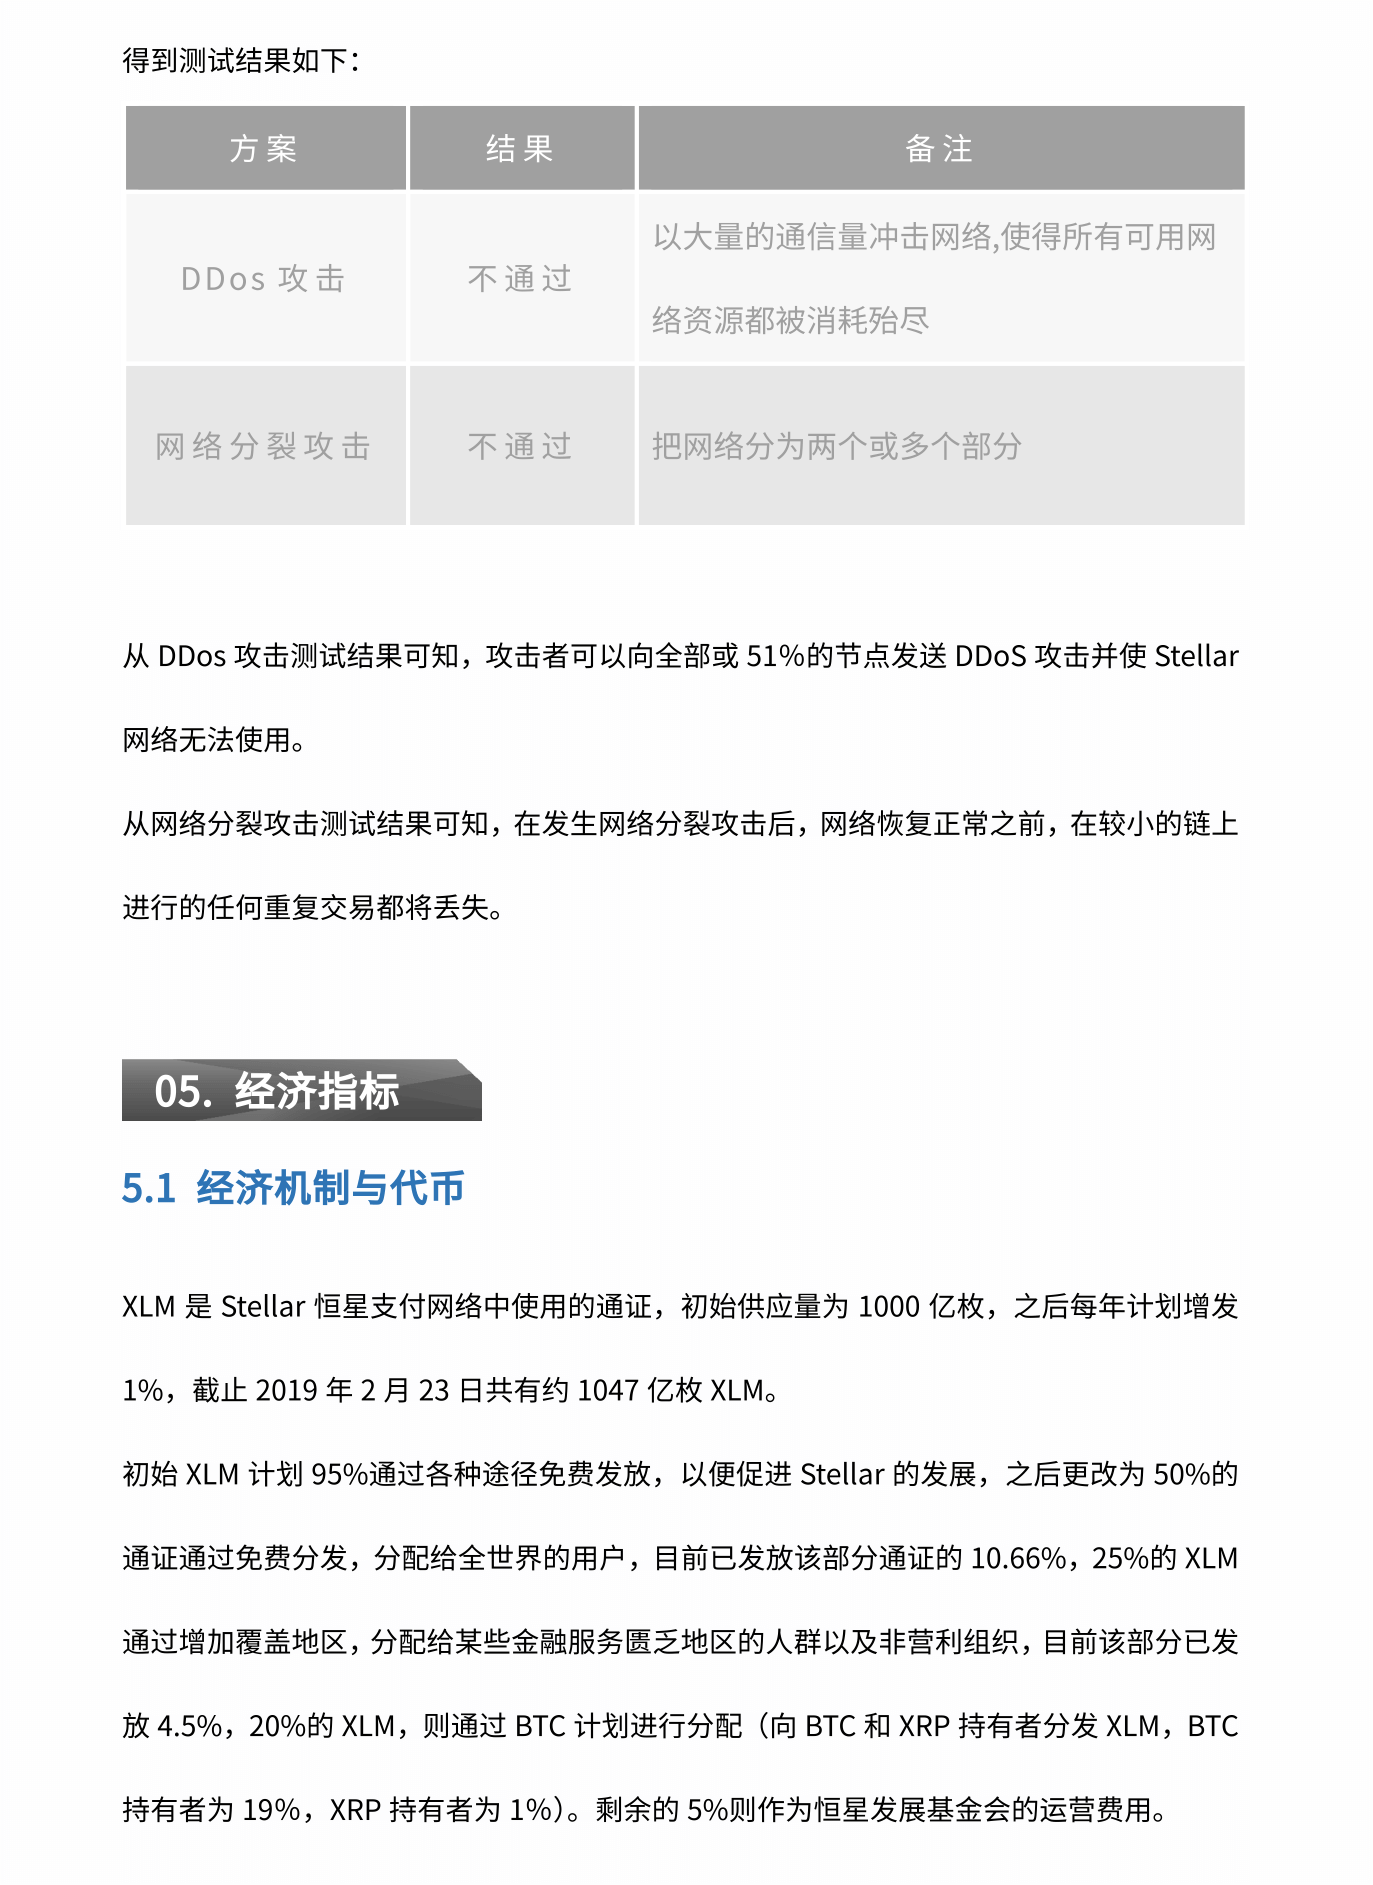 得到测试结果如下：
方案 结果 备注
DDos 攻击 不通过 以大量的通信量冲击网络,使得所有可用网
络资源都被消耗殆尽
网络分裂攻击 不通过 把网络分为两个或多个部分
从 DDos 攻击测试结果可知，攻击者可以向全部或 51%的节点发送 DDoS 攻击并使 Stellar
网络无法使用。
从网络分裂攻击测试结果可知，在发生网络分裂攻击后，网络恢复正常之前，在较小的链上
进行的任何重复交易都将丢失。
05. 经济指标
5.1 经济机制与代币
XLM 是 Stellar 恒星支付网络中使用的通证，初始供应量为 1000 亿枚，之后每年计划增发
1%，截止 2019 年 2 月 23 日共有约 1047 亿枚 XLM。
初始 XLM 计划 95%通过各种途径免费发放，以便促进 Stellar 的发展，之后更改为 50%的
通证通过免费分发，分配给全世界的用户，目前已发放该部分通证的 10.66%，25%的 XLM
通过增加覆盖地区，分配给某些金融服务匮乏地区的人群以及非营利组织，目前该部分已发
放 4.5%，20%的 XLM，则通过 BTC 计划进行分配（向 BTC 和 XRP 持有者分发 XLM，BTC
持有者为 19%，XRP 持有者为 1%）。剩余的 5%则作为恒星发展基金会的运营费用。